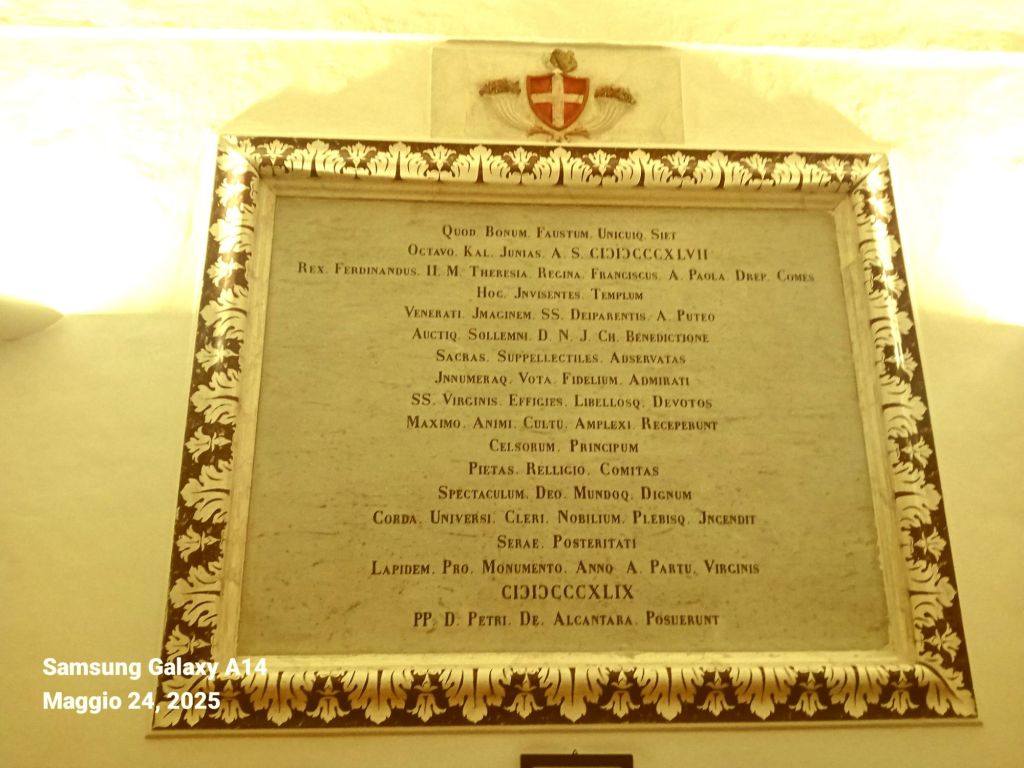 Quod. Bonum. Faustum. Unicuiq. Siet
Octavo. Kal. Junias. A. S. CIƆIƆCCCXLVII
Rex. Ferdinandus. II. M. Theresia. Regina. Franciscus. A. Paola. Drep. Comes
Hoc. Jnvisentes. Templum
Venerati. Jmaginem. SS. Deiparentis. A. Puteo
Auctiq. Sollemni. D. N. J. Ch. Benedictione
Sacras. Suppellectiles. Adservatas
Jnnumeraq. Vota. Fidelium. Admirati
SS. Virginis. Effigies. Libellosq. Devotos
Maximo. Animi. Cultu. Amplexi. Receperunt
Celsorum. Principum
Pietas. Relligio. Comitas
Spectaculum. Deo. Mundoq. Dignum
Corda. Universi. Cleri. Nobilium. Plebisq. Jncendit
Serae. Posteritati
Lapidem. Pro. Monumento. Anno. A. Partu. Virginis
CIƆIƆCCCXLIX
PP. D. Petri. De. Alcantara. Posuerunt
Samsung Galaxy A14
Maggio 24, 2025